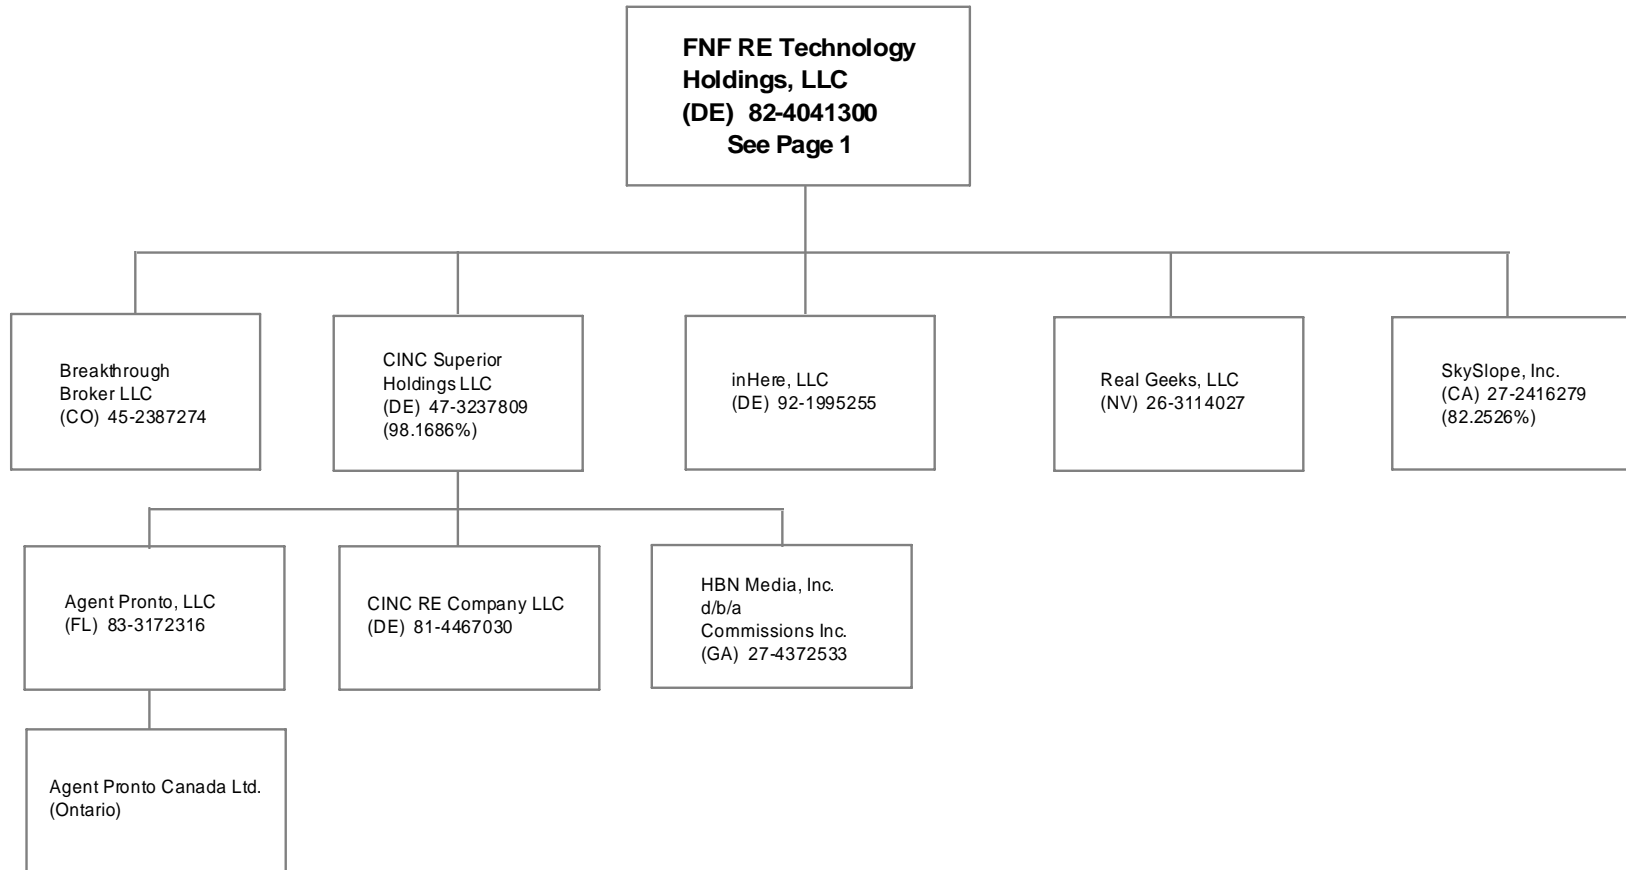 FNF RE Technology
Holdings, LLC
(DE) 82-4041300
See Page 1
Breakthrough
Broker LLC
(CO) 45-2387274
CINC Superior
Holdings LLC
(DE) 47-3237809
(98.1686%)
inHere, LLC
(DE) 92-1995255
Real Geeks, LLC
(NV) 26-3114027
SkySlope, Inc.
(CA) 27-2416279
(82.2526%)
Agent Pronto, LLC
(FL) 83-3172316
CINC RE Company LLC
(DE) 81-4467030
HBN Media, Inc.
d/b/a
Commissions Inc.
(GA) 27-4372533
Agent Pronto Canada Ltd.
(Ontario)